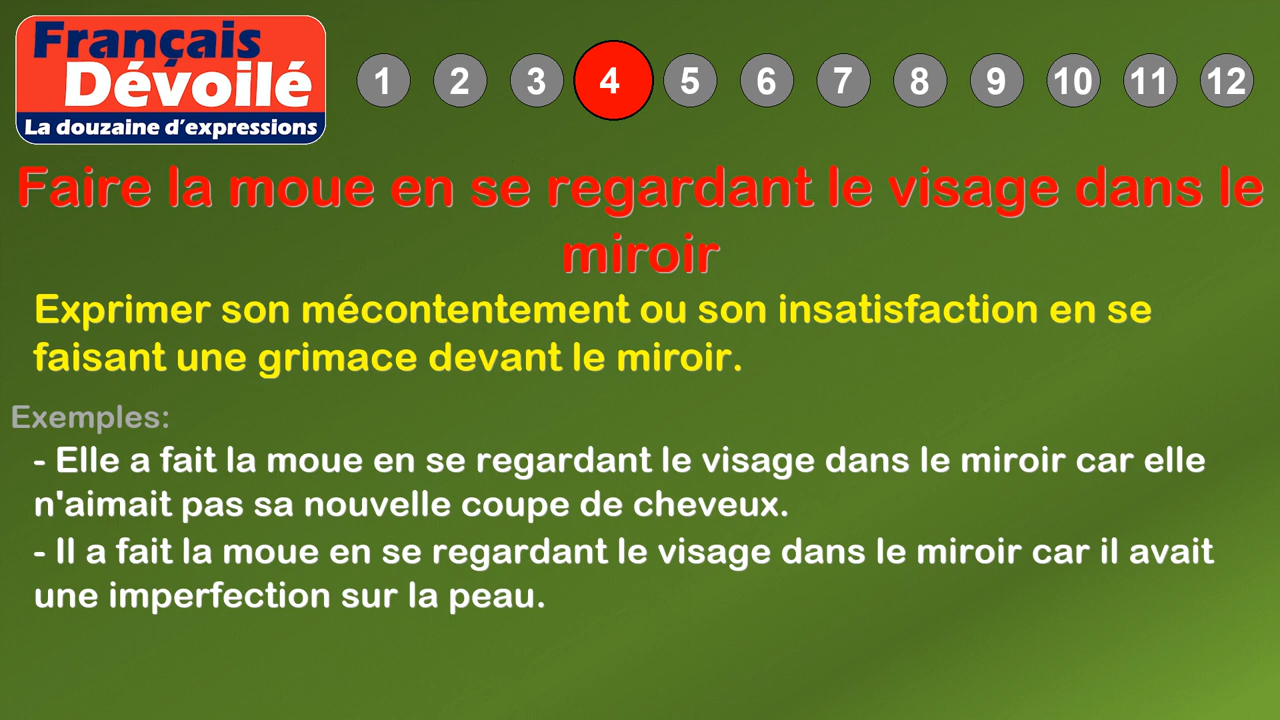 Français
Dévoilé
La douzaine d'expressions
1 2 3 4 5 6 7 8 9 10 11 12
Faire la moue en se regardant le visage dans le
miroir
Exprimer son mécontentement ou son insatisfaction en se
faisant une grimace devant le miroir.
Exemples:
- Elle a fait la moue en se regardant le visage dans le miroir car elle
n'aimait pas sa nouvelle coupe de cheveux.
- Il a fait la moue en se regardant le visage dans le miroir car il avait
une imperfection sur la peau.